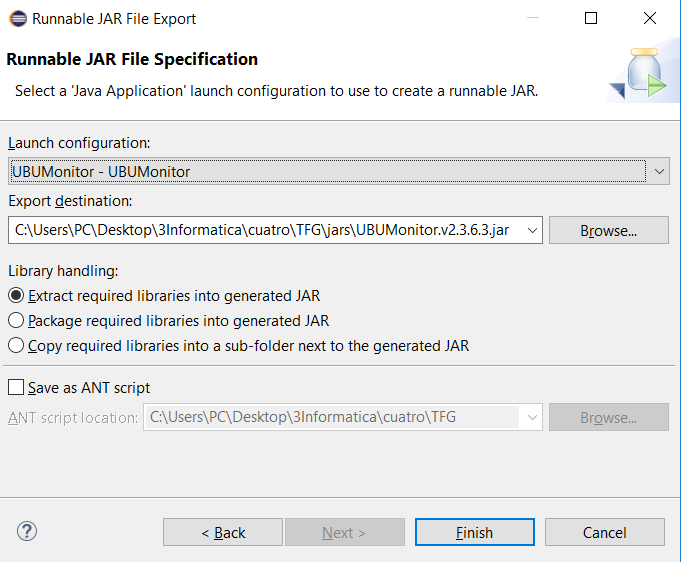 Runnable JAR File Export
Runnable JAR File Specification
Select a 'Java Application' launch configuration to use to create a runnable JAR.
Launch configuration:
UBUMonitor - UBUMonitor
Export destination:
C:\Users\PC\Desktop\3Informatica\cuatro\TFG\jars\UBUMonitor.v2.3.6.3.jar
Browse...
Library handling:
Extract required libraries into generated JAR
Package required libraries into generated JAR
Copy required libraries into a sub-folder next to the generated JAR
Save as ANT script
ANT script location:
C:\Users\PC\Desktop\3Informatica\cuatro\TFG
Browse...
?
< Back
Next >
Finish
Cancel